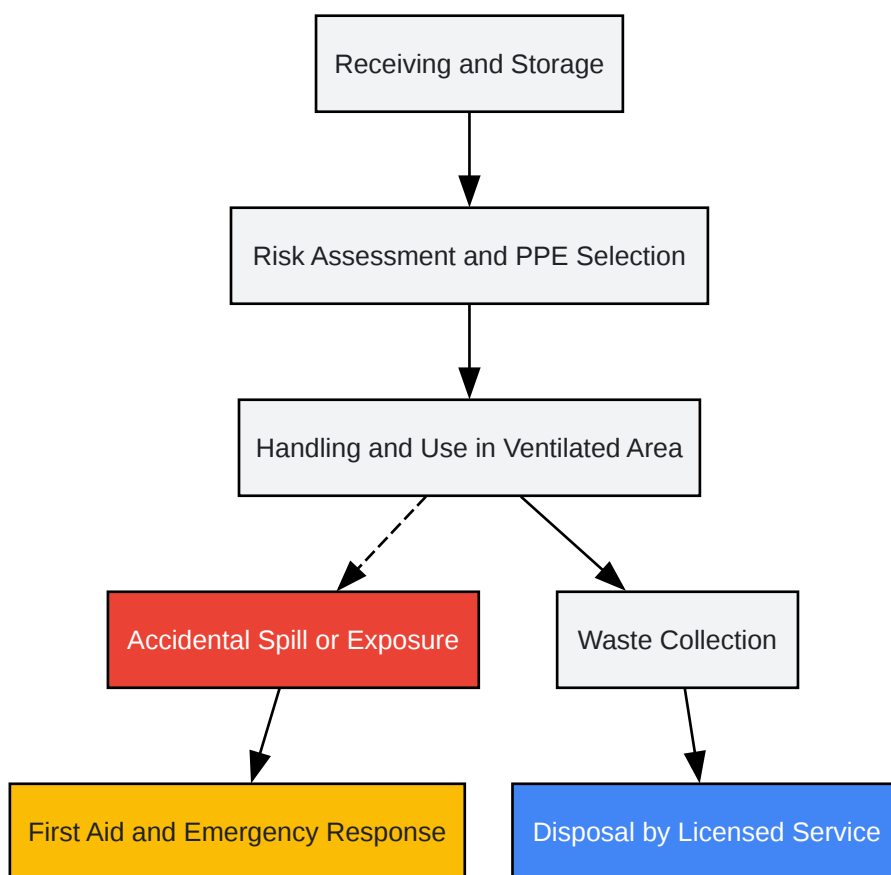 Receiving and Storage
Risk Assessment and PPE Selection
Handling and Use in Ventilated Area
Accidental Spill or Exposure
Waste Collection
First Aid and Emergency Response
Disposal by Licensed Service